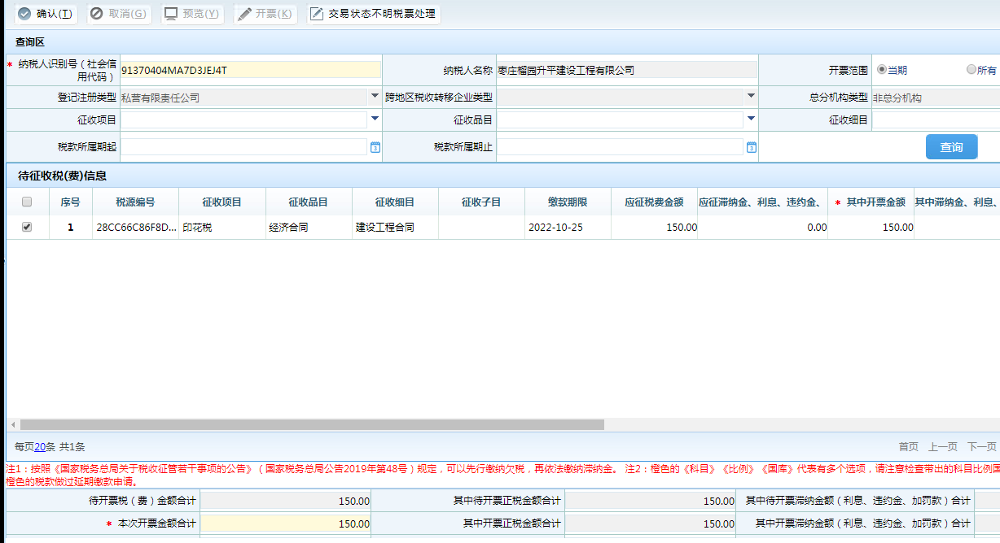 确认(T) 取消(G) 预览(Y) 开票(K) 交易状态不明税票处理
查询区
* 纳税人识别号（社会信用代码） 91370404MA7D3JEJ4T 纳税人名称 枣庄榴园升平建设工程有限公司 开票范围 当期 所有
登记注册类型 私营有限责任公司 跨地区税收转移企业类型 总分机构类型 非总分机构
征收项目 征收品目 征收细目
税款所属期起 税款所属期止 查询
待征收税(费)信息
序号 税源编号 征收项目 征收品目 征收细目 征收子目 缴款期限 应征税费金额 应征滞纳金、利息、违约金、 * 其中开票金额 其中滞纳金、利息、
1 28CC66C86F8D... 印花税 经济合同 建设工程合同 2022-10-25 150.00 0.00 150.00
每页20条 共1条 首页 上一页 下一页
注1：按照《国家税务总局关于税收征管若干事项的公告》（国家税务总局公告2019年第48号）规定，可以先行缴纳欠税，再依法缴纳滞纳金。 注2：橙色的《科目》《比例》《国库》代表有多个选项，请注意检查带出的科目比例国
橙色的税款做过延期缴款申请。
待开票税（费）金额合计 150.00 其中待开票正税金额合计 150.00 其中待开票滞纳金额（利息、违约金、加罚款）合计
* 本次开票金额合计 150.00 其中开票正税金额合计 150.00 其中开票滞纳金额（利息、违约金、加罚款）合计